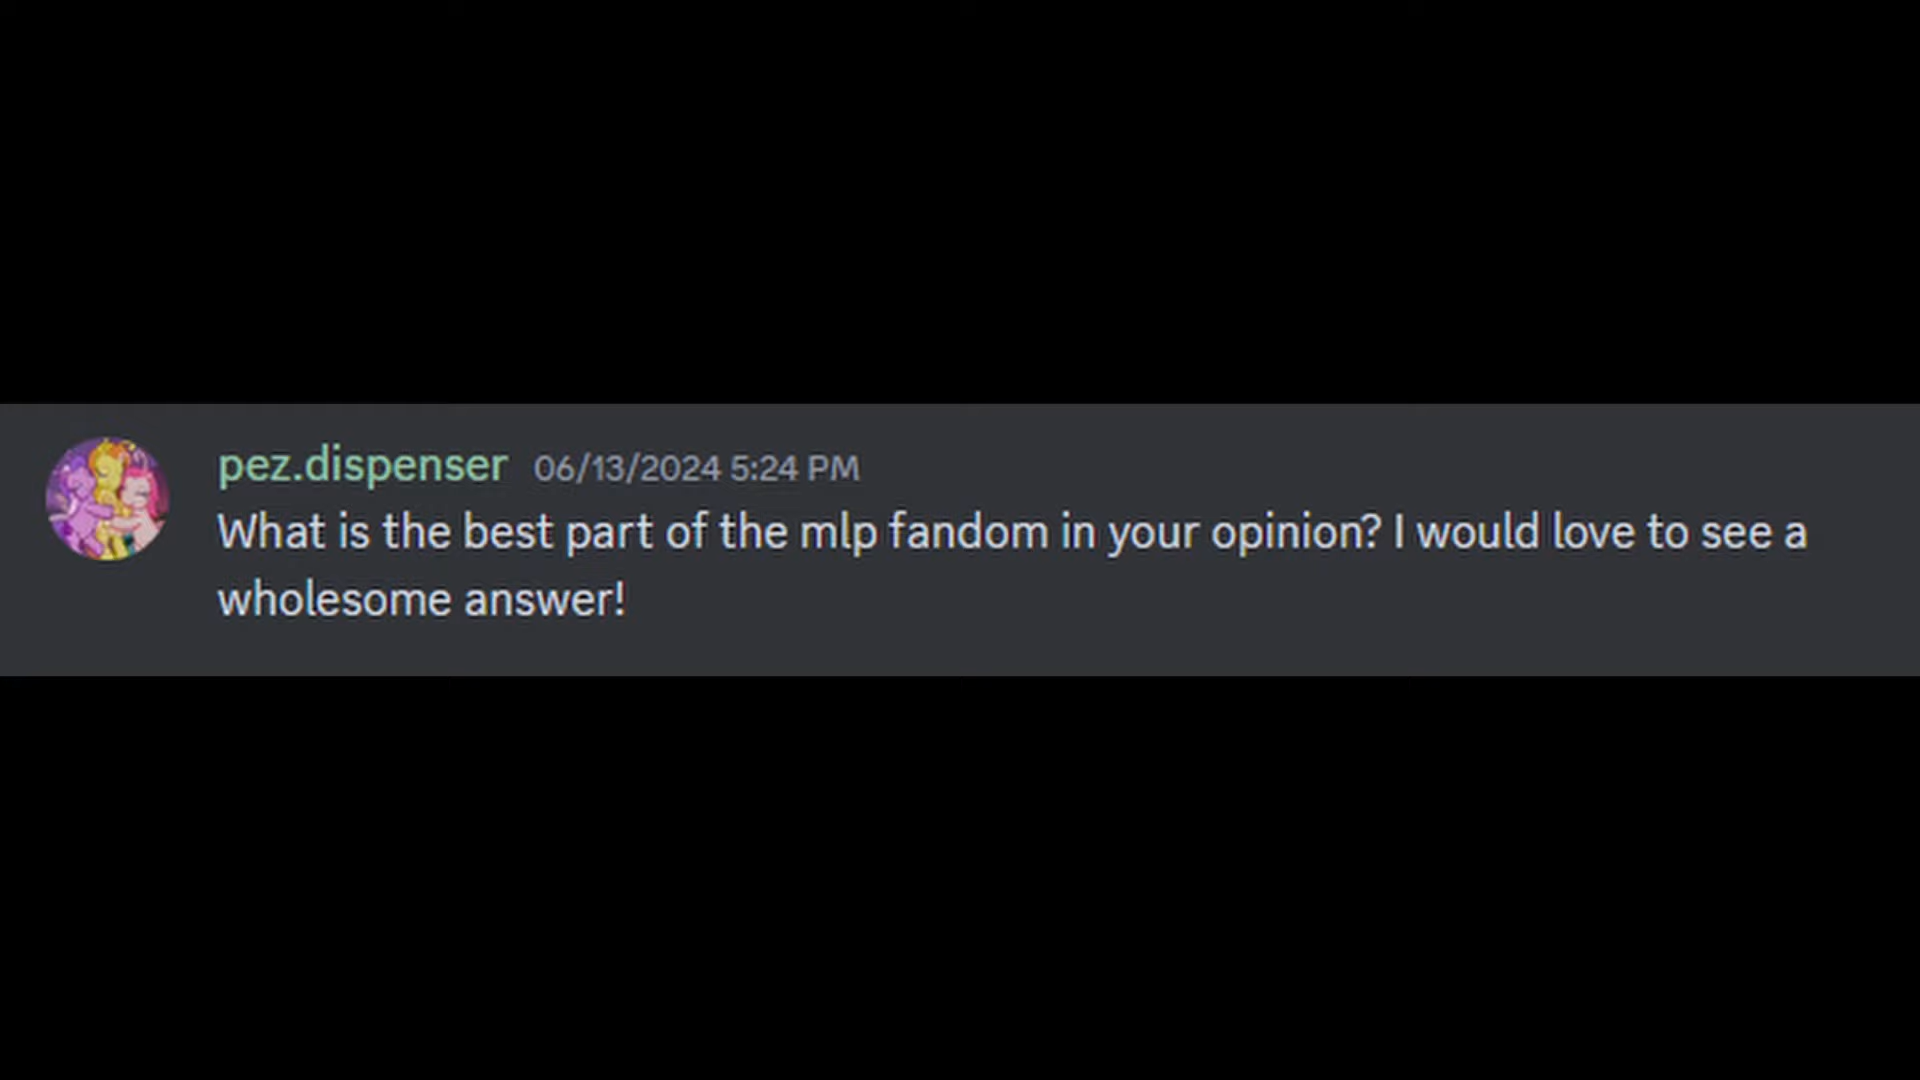 pez.dispenser 06/13/2024 5:24 PM
What is the best part of the mlp fandom in your opinion? I would love to see a
wholesome answer!